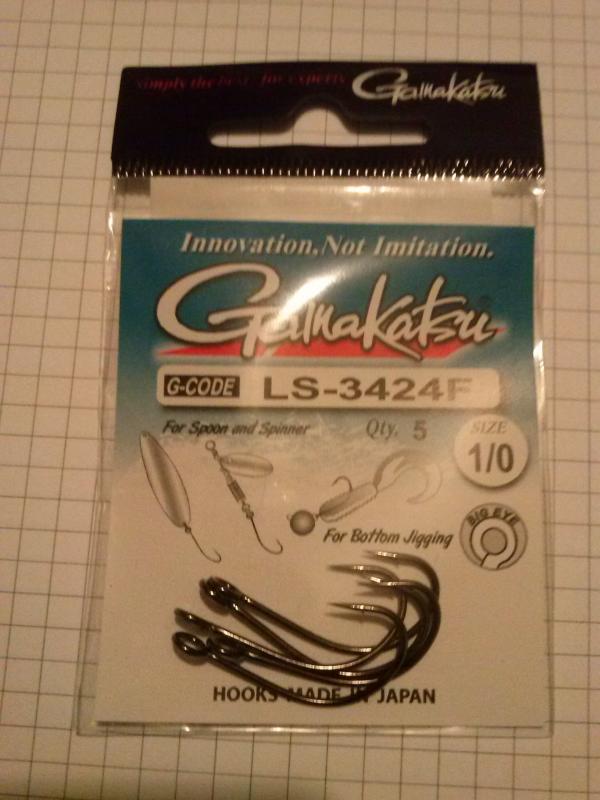 simply the best - for experts Gamakatsu
Innovation, Not Imitation.
Gamakatsu®
G-CODE LS-3424F
For Spoon and Spinner Qty. 5
SIZE
1/0
BIG EYE
For Bottom Jigging
HOOKS MADE IN JAPAN